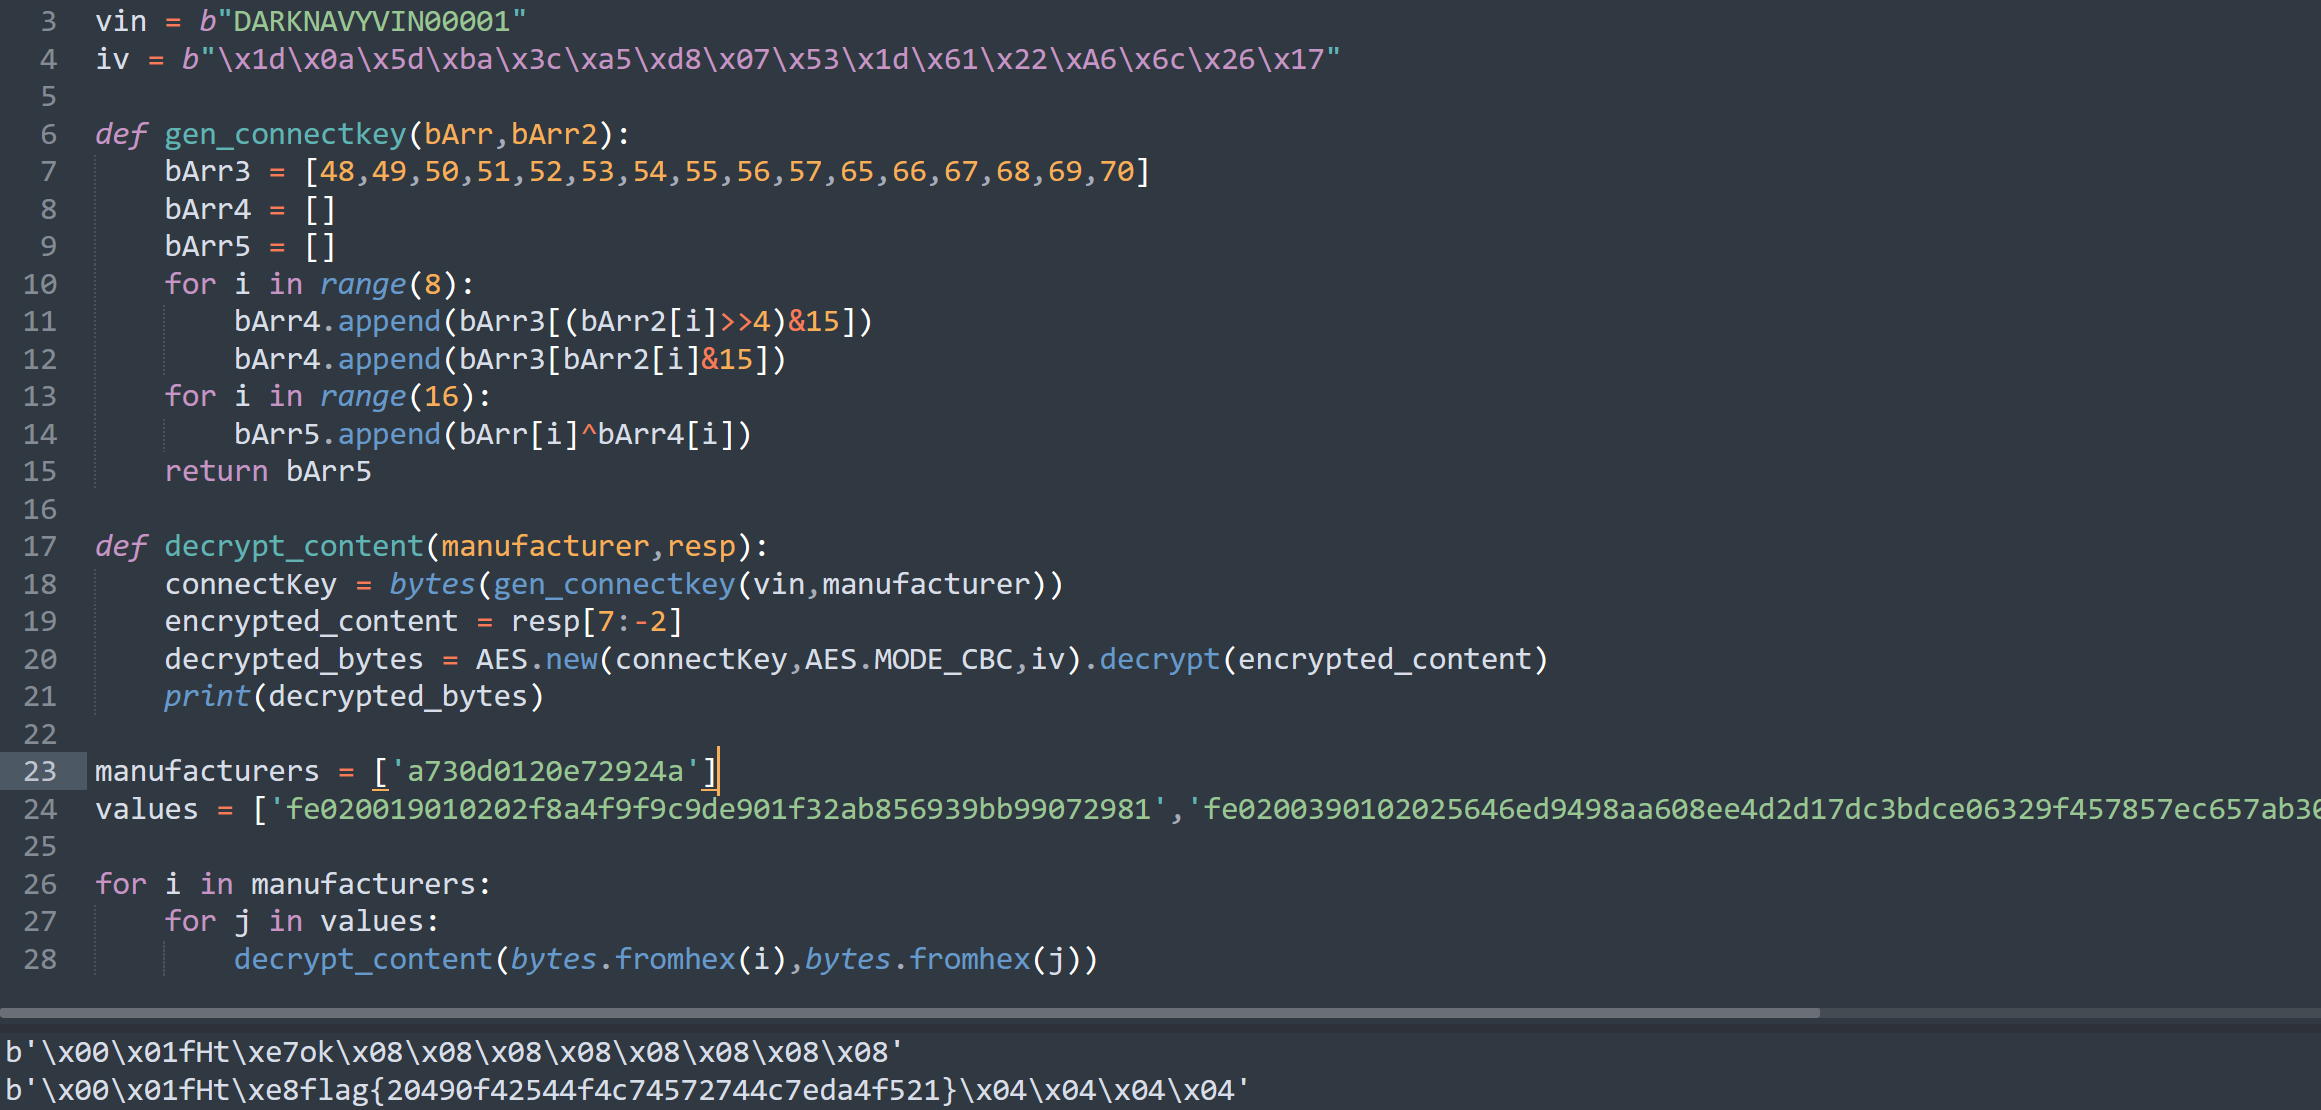 3 vin = b"DARKNAVYVIN00001"
4 iv = b"\x1d\x0a\x5d\xba\x3c\xa5\xd8\x07\x53\x1d\x61\x22\xA6\x6c\x26\x17"
5
6 def gen_connectkey(bArr,bArr2):
7     bArr3 = [48,49,50,51,52,53,54,55,56,57,65,66,67,68,69,70]
8     bArr4 = []
9     bArr5 = []
10     for i in range(8):
11         bArr4.append(bArr3[(bArr2[i]>>4)&15])
12         bArr4.append(bArr3[bArr2[i]&15])
13     for i in range(16):
14         bArr5.append(bArr[i]^bArr4[i])
15     return bArr5
16
17 def decrypt_content(manufacturer,resp):
18     connectKey = bytes(gen_connectkey(vin,manufacturer))
19     encrypted_content = resp[7:-2]
20     decrypted_bytes = AES.new(connectKey,AES.MODE_CBC,iv).decrypt(encrypted_content)
21     print(decrypted_bytes)
22
23 manufacturers = ['a730d0120e72924a']
24 values = ['fe020019010202f8a4f9f9c9de901f32ab856939bb99072981','fe0200390102025646ed9498aa608ee4d2d17dc3bdce06329f457857ec657ab30
25
26 for i in manufacturers:
27     for j in values:
28         decrypt_content(bytes.fromhex(i),bytes.fromhex(j))
b'\x00\x01fHt\xe7ok\x08\x08\x08\x08\x08\x08\x08\x08'
b'\x00\x01fHt\xe8flag{20490f42544f4c74572744c7eda4f521}\x04\x04\x04\x04'